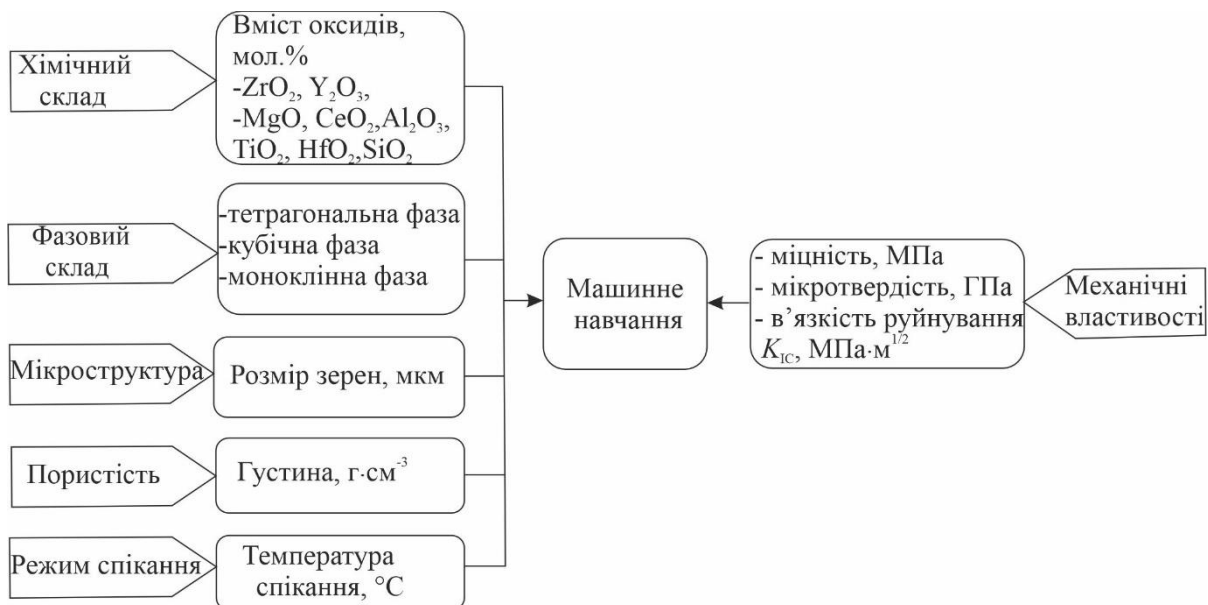 Хімічний
склад
Вміст оксидів,
мол.%
-ZrO₂, Y₂O₃,
-MgO, CeO₂,Al₂O₃,
TiO₂, HfO₂,SiO₂
Фазовий
склад
-тетрагональна фаза
-кубічна фаза
-моноклінна фаза
Мікроструктура
Розмір зерен, мкм
Пористість
Густина, г·см⁻³
Режим спікання
Температура
спікання, °С
Машинне
навчання
- міцність, МПа
- мікротвердість, ГПа
- в’язкість руйнування
K_IC, МПа·м^1/2
Механічні
властивості